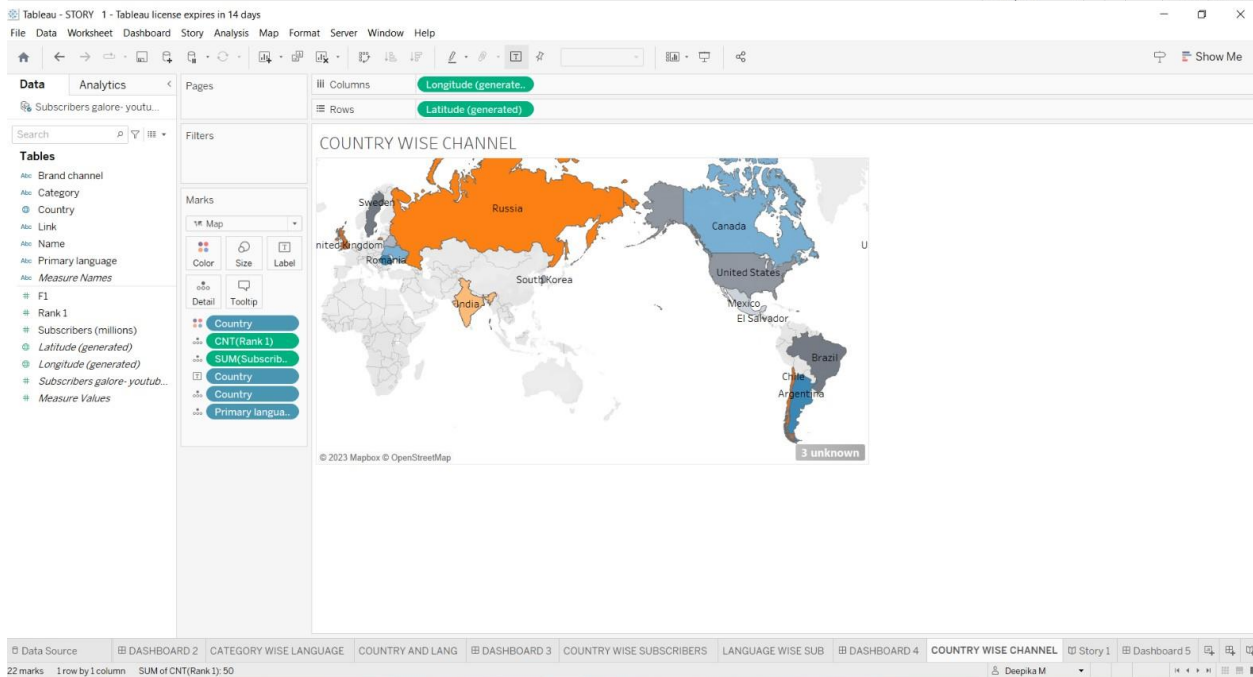 Tableau - STORY 1 - Tableau license expires in 14 days
File Data Worksheet Dashboard Story Analysis Map Format Server Window Help
Show Me
Data Analytics
Subscribers galore- youtu...
Search
Tables
Abc Brand channel
Abc Category
Country
Abc Link
Abc Name
Abc Primary language
Abc Measure Names
# F1
# Rank 1
# Subscribers (millions)
Latitude (generated)
Longitude (generated)
# Subscribers galore- youtub...
# Measure Values
Pages
Filters
Marks
Map
Color Size Label
Detail Tooltip
Country
CNT(Rank 1)
SUM(Subscrib..
Country
Country
Primary langua..
Columns Longitude (generate..
Rows Latitude (generated)
COUNTRY WISE CHANNEL
Sweden
Russia
Canada
nited Kingdom
U
Romania
United States
South Korea
India
Mexico
El Salvador
Brazil
Chile
Argentina
3 unknown
© 2023 Mapbox © OpenStreetMap
Data Source DASHBOARD 2 CATEGORY WISE LANGUAGE COUNTRY AND LANG DASHBOARD 3 COUNTRY WISE SUBSCRIBERS LANGUAGE WISE SUB DASHBOARD 4 COUNTRY WISE CHANNEL Story 1 Dashboard 5
22 marks 1 row by 1 column SUM of CNT(Rank 1): 50 Deepika M